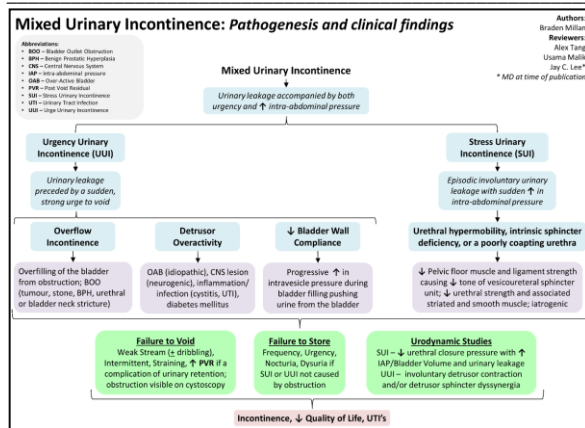 Mixed Urinary Incontinence: Pathogenesis and clinical findings
Authors:
Braden Millan
Reviewers:
Alex Tang
Usama Malik
Jay C. Lee*
* MD at time of publication
Abbreviations:
• BOO – Bladder Outlet Obstruction
• BPH – Benign Prostatic Hyperplasia
• CNS – Central Nervous System
• IAP – Intra-abdominal pressure
• OAB – Over Active Bladder
• PVR – Post Void Residual
• SUI – Stress Urinary Incontinence
• UTI – Urinary Tract Infection
• UUI – Urge Urinary Incontinence
Mixed Urinary Incontinence
Urinary leakage accompanied by both
urgency and ↑ intra-abdominal pressure
Urgency Urinary
Incontinence (UUI)
Urinary leakage
preceded by a sudden,
strong urge to void
Stress Urinary
Incontinence (SUI)
Episodic involuntary urinary
leakage with sudden ↑ in
intra-abdominal pressure
Overflow
Incontinence
Detrusor
Overactivity
↓ Bladder Wall
Compliance
Urethral hypermobility, intrinsic sphincter
deficiency, or a poorly coapting urethra
Overfilling of the bladder
from obstruction; BOO
(tumour, stone, BPH, urethral
or bladder neck stricture)
OAB (idiopathic), CNS lesion
(neurogenic), inflammation/
infection (cystitis, UTI),
diabetes mellitus
Progressive ↑ in
intravesicle pressure during
bladder filling pushing
urine from the bladder
↓ Pelvic floor muscle and ligament strength
causing ↓ tone of vesicoureteral sphincter
unit; ↓ urethral strength and associated
striated and smooth muscle; iatrogenic
Failure to Void
Weak Stream (± dribbling),
Intermittent, Straining, ↑ PVR if a
complication of urinary retention;
obstruction visible on cystoscopy
Failure to Store
Frequency, Urgency,
Nocturia, Dysuria if
SUI or UUI not caused
by obstruction
Urodynamic Studies
SUI – ↓ urethral closure pressure with ↑
IAP/Bladder Volume and urinary leakage
UUI – involuntary detrusor contraction
and/or detrusor sphincter dyssynergia
Incontinence, ↓ Quality of Life, UTI's